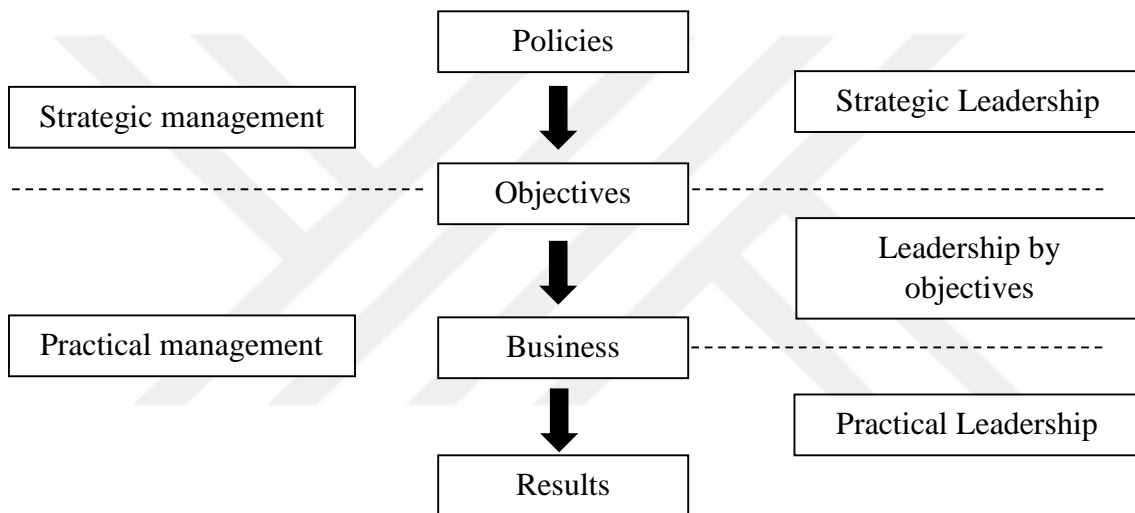 Policies
Strategic management
Strategic Leadership
Objectives
Leadership by
objectives
Practical management
Business
Practical Leadership
Results